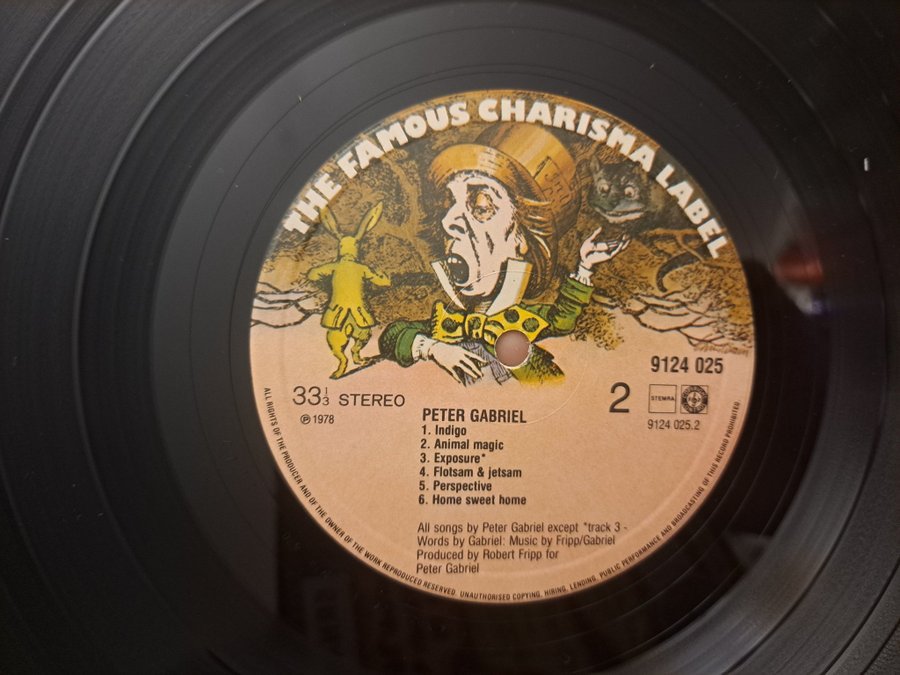 THE FAMOUS CHARISMA LABEL
9124 025
33 1/3 STEREO
℗ 1978
2
STEMRA
9124 025.2
PETER GABRIEL
1. Indigo
2. Animal magic
3. Exposure*
4. Flotsam & jetsam
5. Perspective
6. Home sweet home
All songs by Peter Gabriel except *track 3 -
Words by Gabriel: Music by Fripp/Gabriel
Produced by Robert Fripp for
Peter Gabriel
ALL RIGHTS OF THE PRODUCER AND OF THE OWNER OF THE WORK REPRODUCED RESERVED. UNAUTHORISED COPYING, HIRING, LENDING, PUBLIC PERFORMANCE AND BROADCASTING OF THIS RECORD PROHIBITED.